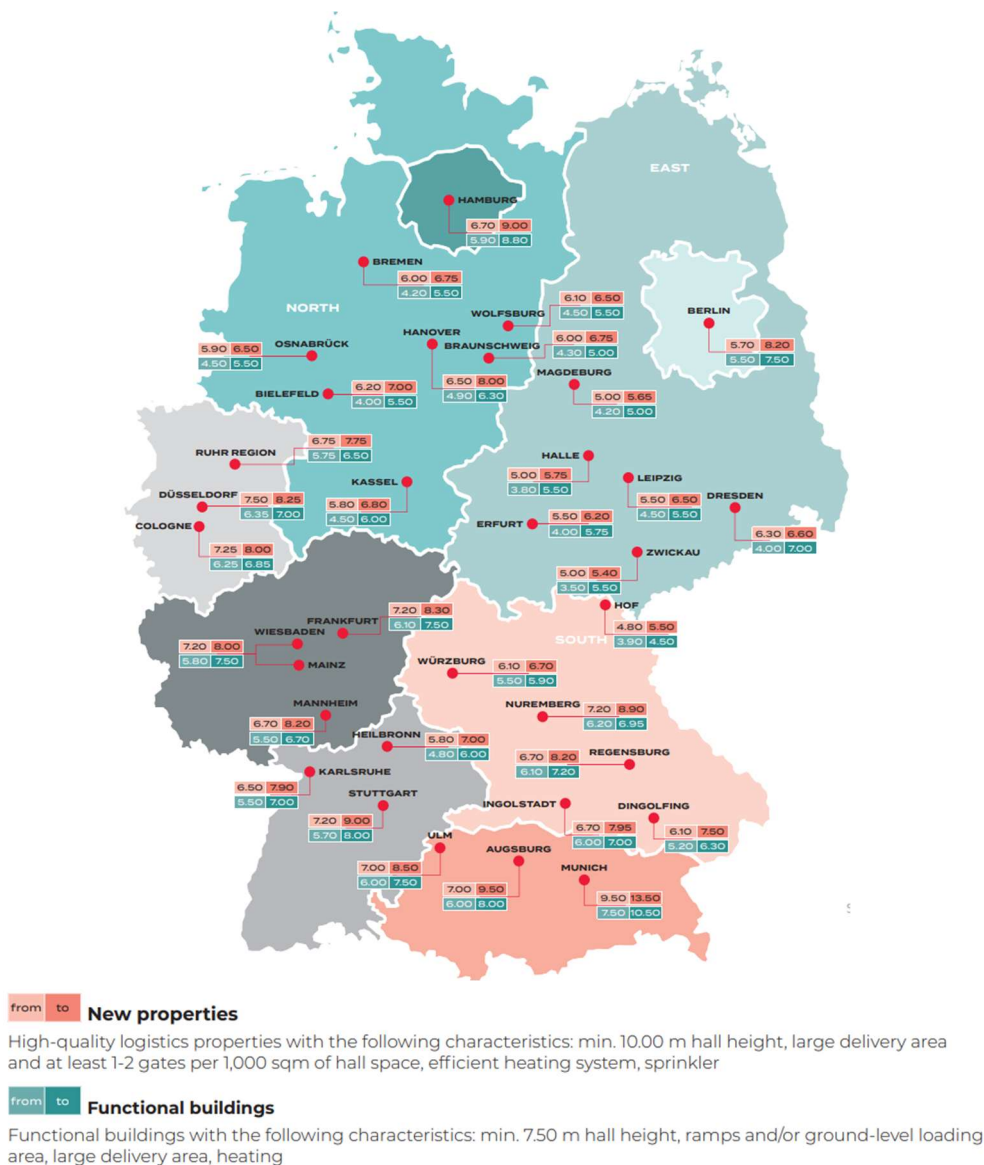 EAST
HAMBURG
6.70 9.00
5.90 8.80
BREMEN
6.00 6.75
4.20 5.50
NORTH
WOLFSBURG
6.10 6.50
4.50 5.50
BERLIN
5.70 8.20
5.50 7.50
HANOVER
6.50 8.00
4.90 6.30
BRAUNSCHWEIG
6.00 6.75
4.30 5.00
OSNABRÜCK
5.90 6.50
4.50 5.50
MAGDEBURG
5.00 5.65
4.20 5.00
BIELEFELD
6.20 7.00
4.00 5.50
RUHR REGION
6.75 7.75
5.75 6.50
HALLE
5.00 5.75
3.80 5.50
LEIPZIG
5.50 6.50
4.50 5.50
KASSEL
5.80 6.80
4.50 6.00
DÜSSELDORF
7.50 8.25
6.35 7.00
DRESDEN
6.30 6.60
4.00 7.00
COLOGNE
7.25 8.00
6.25 6.85
ERFURT
5.50 6.20
4.00 5.75
ZWICKAU
5.00 5.40
3.50 5.50
HOF
4.80 5.50
3.90 4.50
SOUTH
FRANKFURT
7.20 8.30
6.10 7.50
WIESBADEN
MAINZ
7.20 8.00
5.80 7.50
WÜRZBURG
6.10 6.70
5.50 5.90
MANNHEIM
6.70 8.20
5.50 6.70
NUREMBERG
7.20 8.90
6.20 6.95
HEILBRONN
5.80 7.00
4.80 6.00
REGENSBURG
6.70 8.20
6.10 7.20
KARLSRUHE
6.50 7.90
5.50 7.00
STUTTGART
7.20 9.00
5.70 8.00
INGOLSTADT
6.70 7.95
6.00 7.00
DINGOLFING
6.10 7.50
5.20 6.30
ULM
7.00 8.50
6.00 7.50
AUGSBURG
7.00 9.50
6.00 8.00
MUNICH
9.50 13.50
7.50 10.50
from to New properties
High-quality logistics properties with the following characteristics: min. 10.00 m hall height, large delivery area
and at least 1-2 gates per 1,000 sqm of hall space, efficient heating system, sprinkler
from to Functional buildings
Functional buildings with the following characteristics: min. 7.50 m hall height, ramps and/or ground-level loading
area, large delivery area, heating